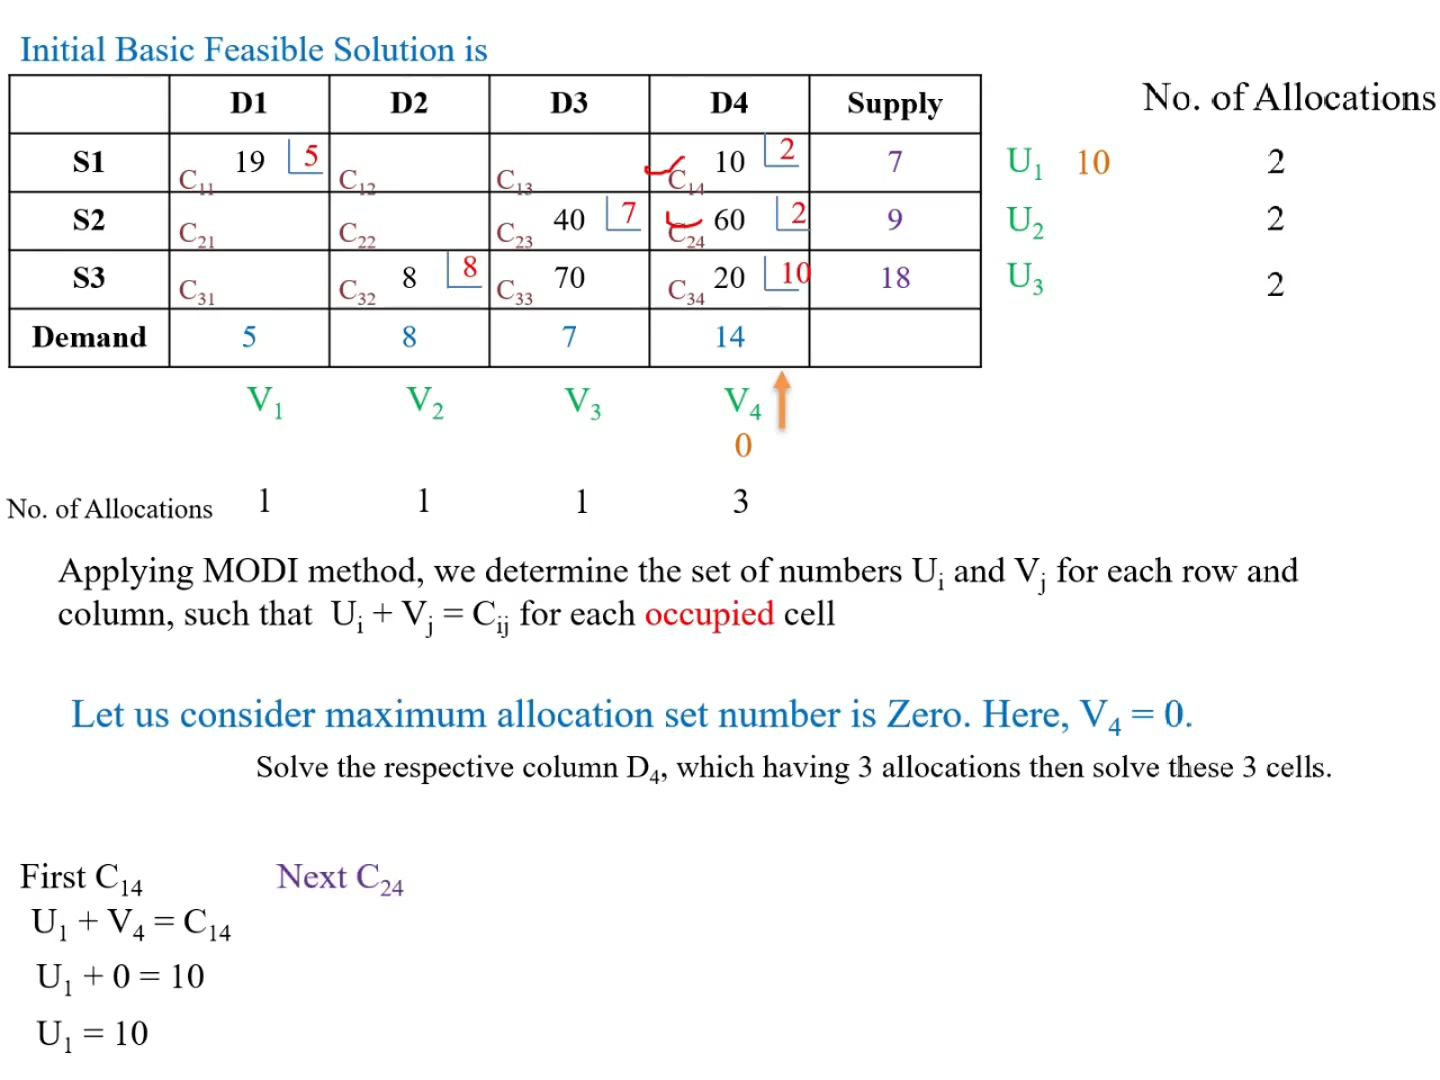 Initial Basic Feasible Solution is
D1 D2 D3 D4 Supply No. of Allocations
S1 C11 19 5 C12 C13 C14 10 2 7 U1 10 2
S2 C21 C22 C23 40 7 C24 60 2 9 U2 2
S3 C31 C32 8 8 C33 70 C34 20 10 18 U3 2
Demand 5 8 7 14
V1 V2 V3 V4
0
No. of Allocations 1 1 1 3
Applying MODI method, we determine the set of numbers Ui and Vj for each row and
column, such that Ui + Vj = Cij for each occupied cell
Let us consider maximum allocation set number is Zero. Here, V4 = 0.
Solve the respective column D4, which having 3 allocations then solve these 3 cells.
First C14 Next C24
U1 + V4 = C14
U1 + 0 = 10
U1 = 10